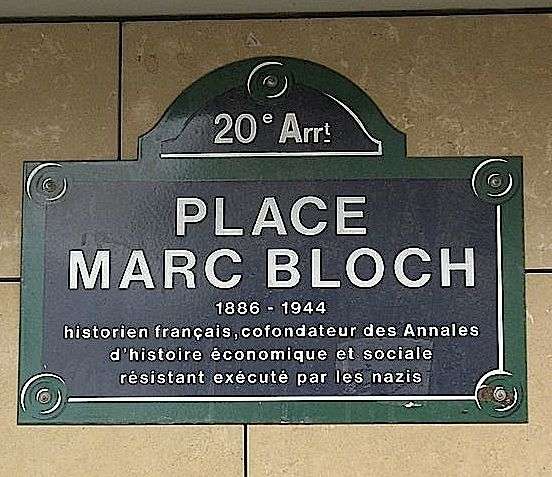 20e Arrt
PLACE
MARC BLOCH
1886 - 1944
historien français, cofondateur des Annales
d'histoire économique et sociale
résistant exécuté par les nazis